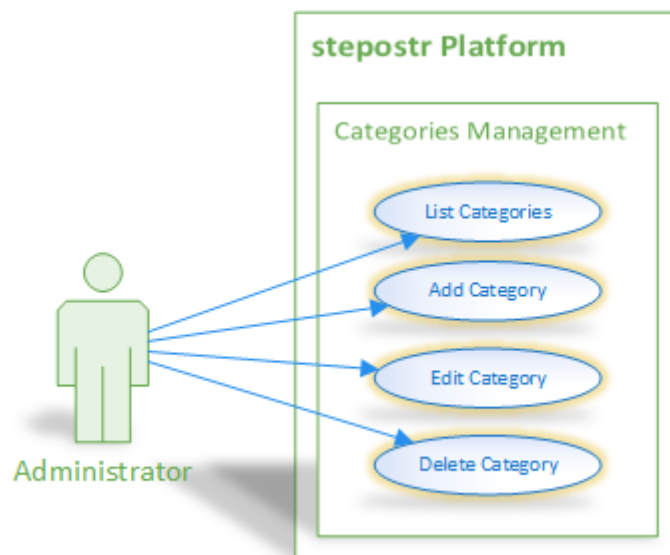 stepostr Platform
Categories Management
List Categories
Add Category
Edit Category
Delete Category
Administrator